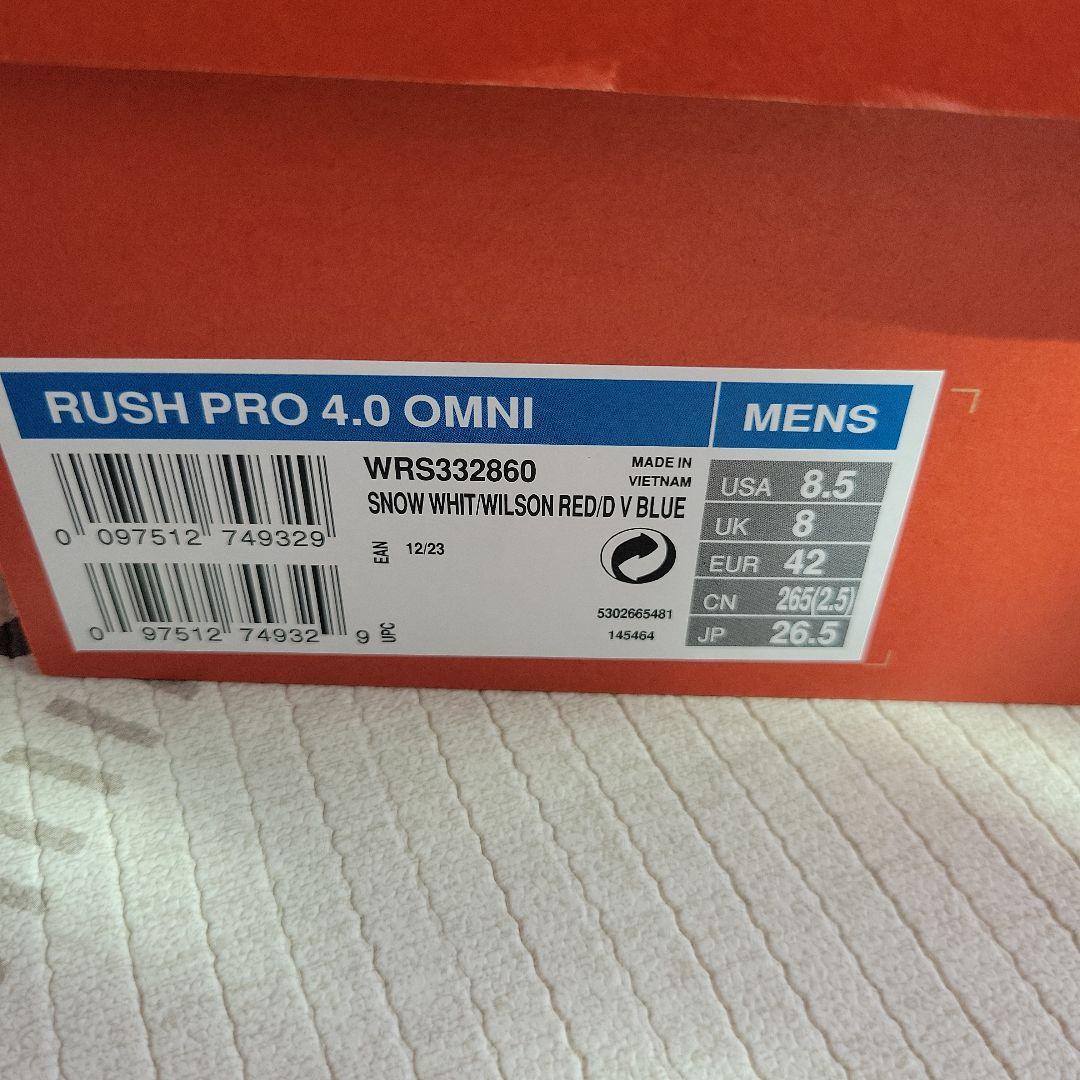 RUSH PRO 4.0 OMNI
MENS
0 097512 749329
WRS332860
SNOW WHIT/WILSON RED/D V BLUE
MADE IN
VIETNAM
EAN 12/23
0 97512 74932 9 UPC
5302665481
145464
USA 8.5
UK 8
EUR 42
CN 265(2.5)
JP 26.5